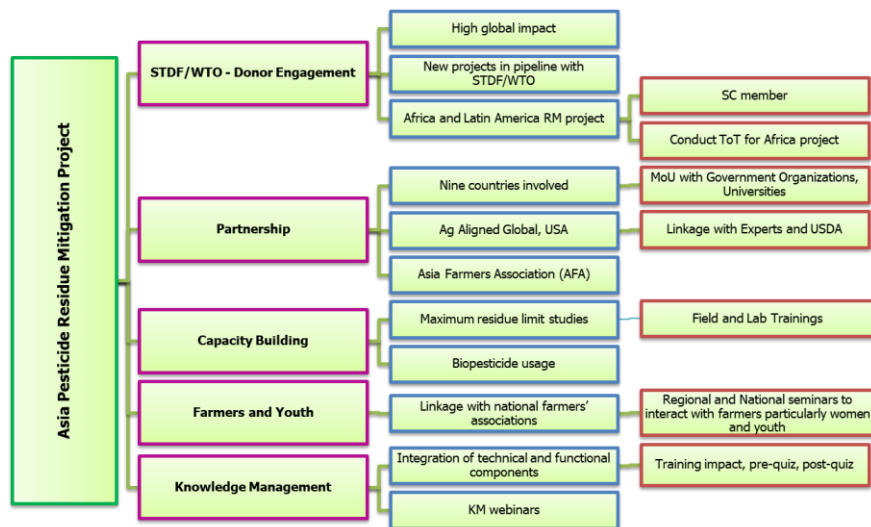 Asia Pesticide Residue Mitigation Project
STDF/WTO - Donor Engagement
High global impact
New projects in pipeline with
STDF/WTO
Africa and Latin America RM project
SC member
Conduct ToT for Africa project
Partnership
Nine countries involved
MoU with Government Organizations,
Universities
Ag Aligned Global, USA
Linkage with Experts and USDA
Asia Farmers Association (AFA)
Capacity Building
Maximum residue limit studies
Field and Lab Trainings
Biopesticide usage
Farmers and Youth
Linkage with national farmers’
associations
Regional and National seminars to
interact with farmers particularly women
and youth
Knowledge Management
Integration of technical and functional
components
Training impact, pre-quiz, post-quiz
KM webinars